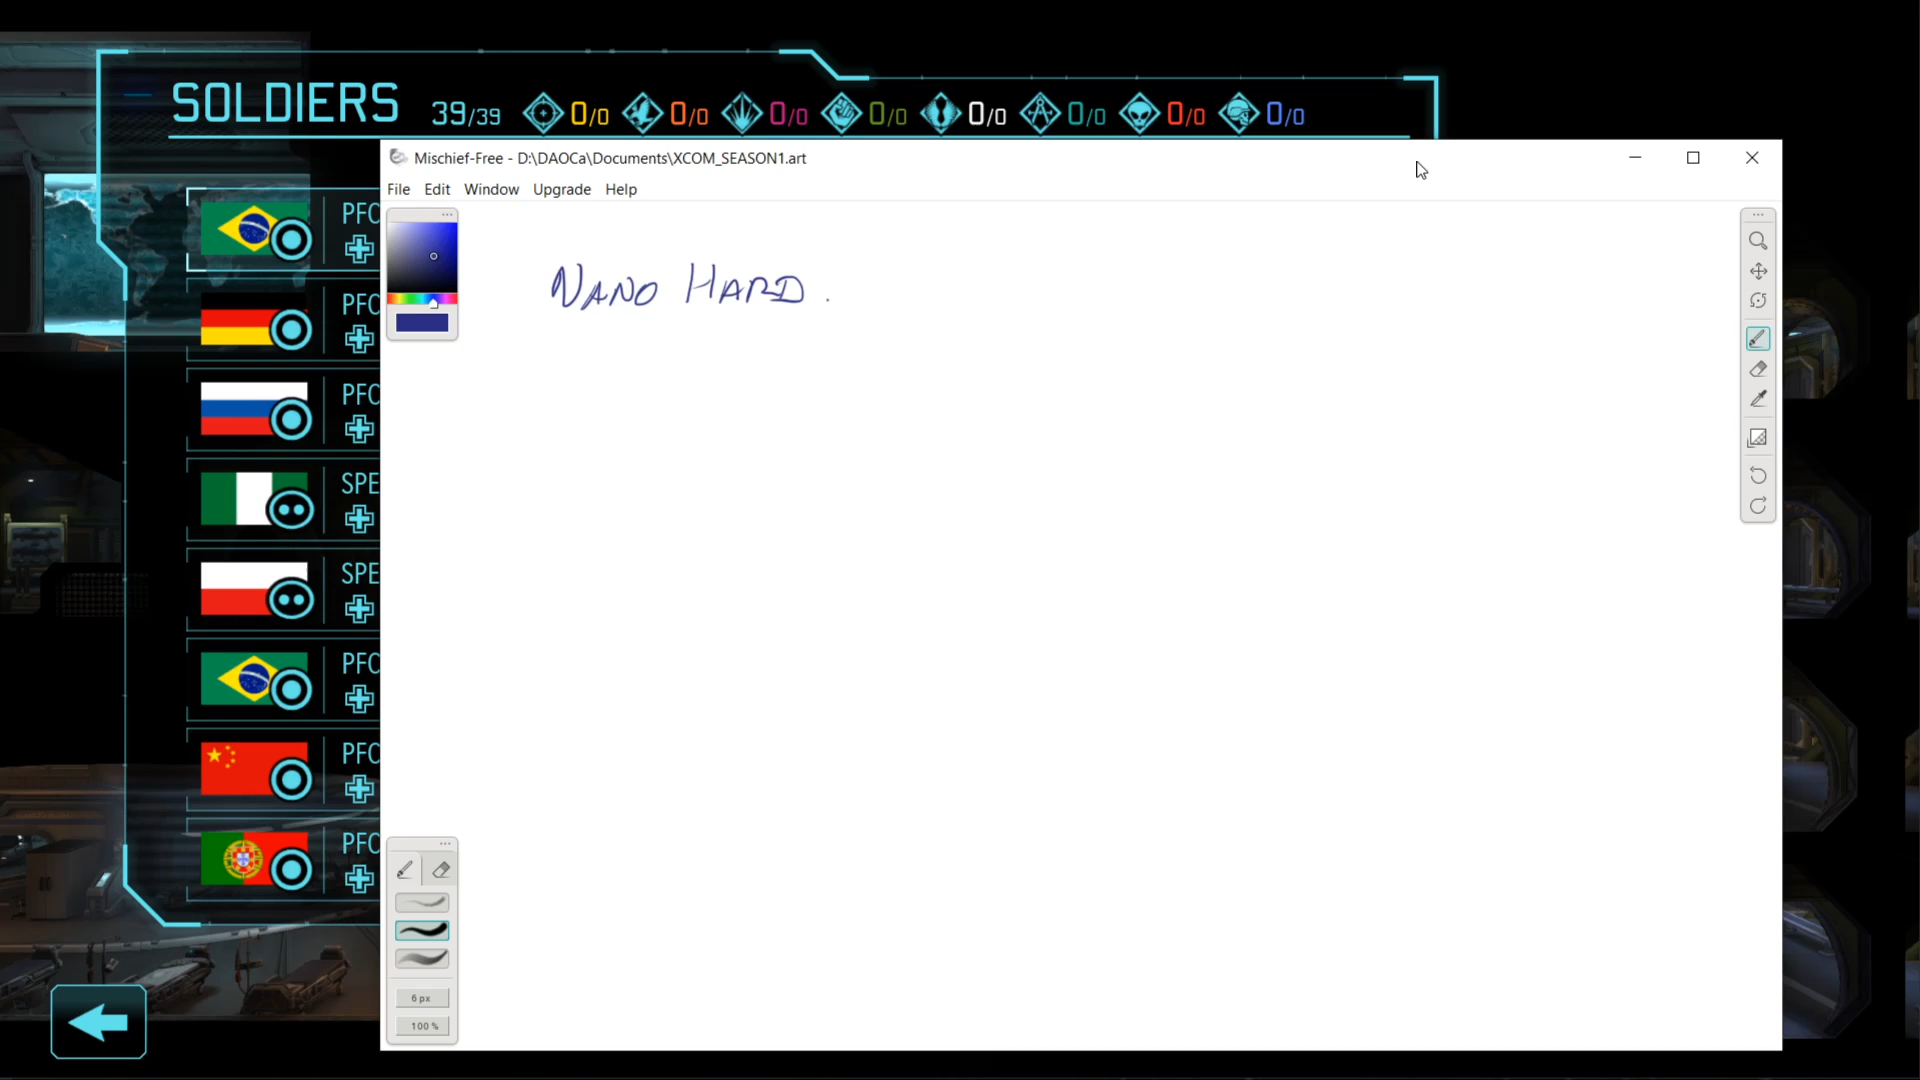 SOLDIERS 39/39 0/0 0/0 0/0 0/0 0/0 0/0 0/0 0/0
Mischief-Free - D:\DAOCa\Documents\XCOM_SEASON1.art
File Edit Window Upgrade Help
NANO HARD .
PFC
PFC
PFC
SPE
SPE
PFC
PFC
PFC
6 px
100 %